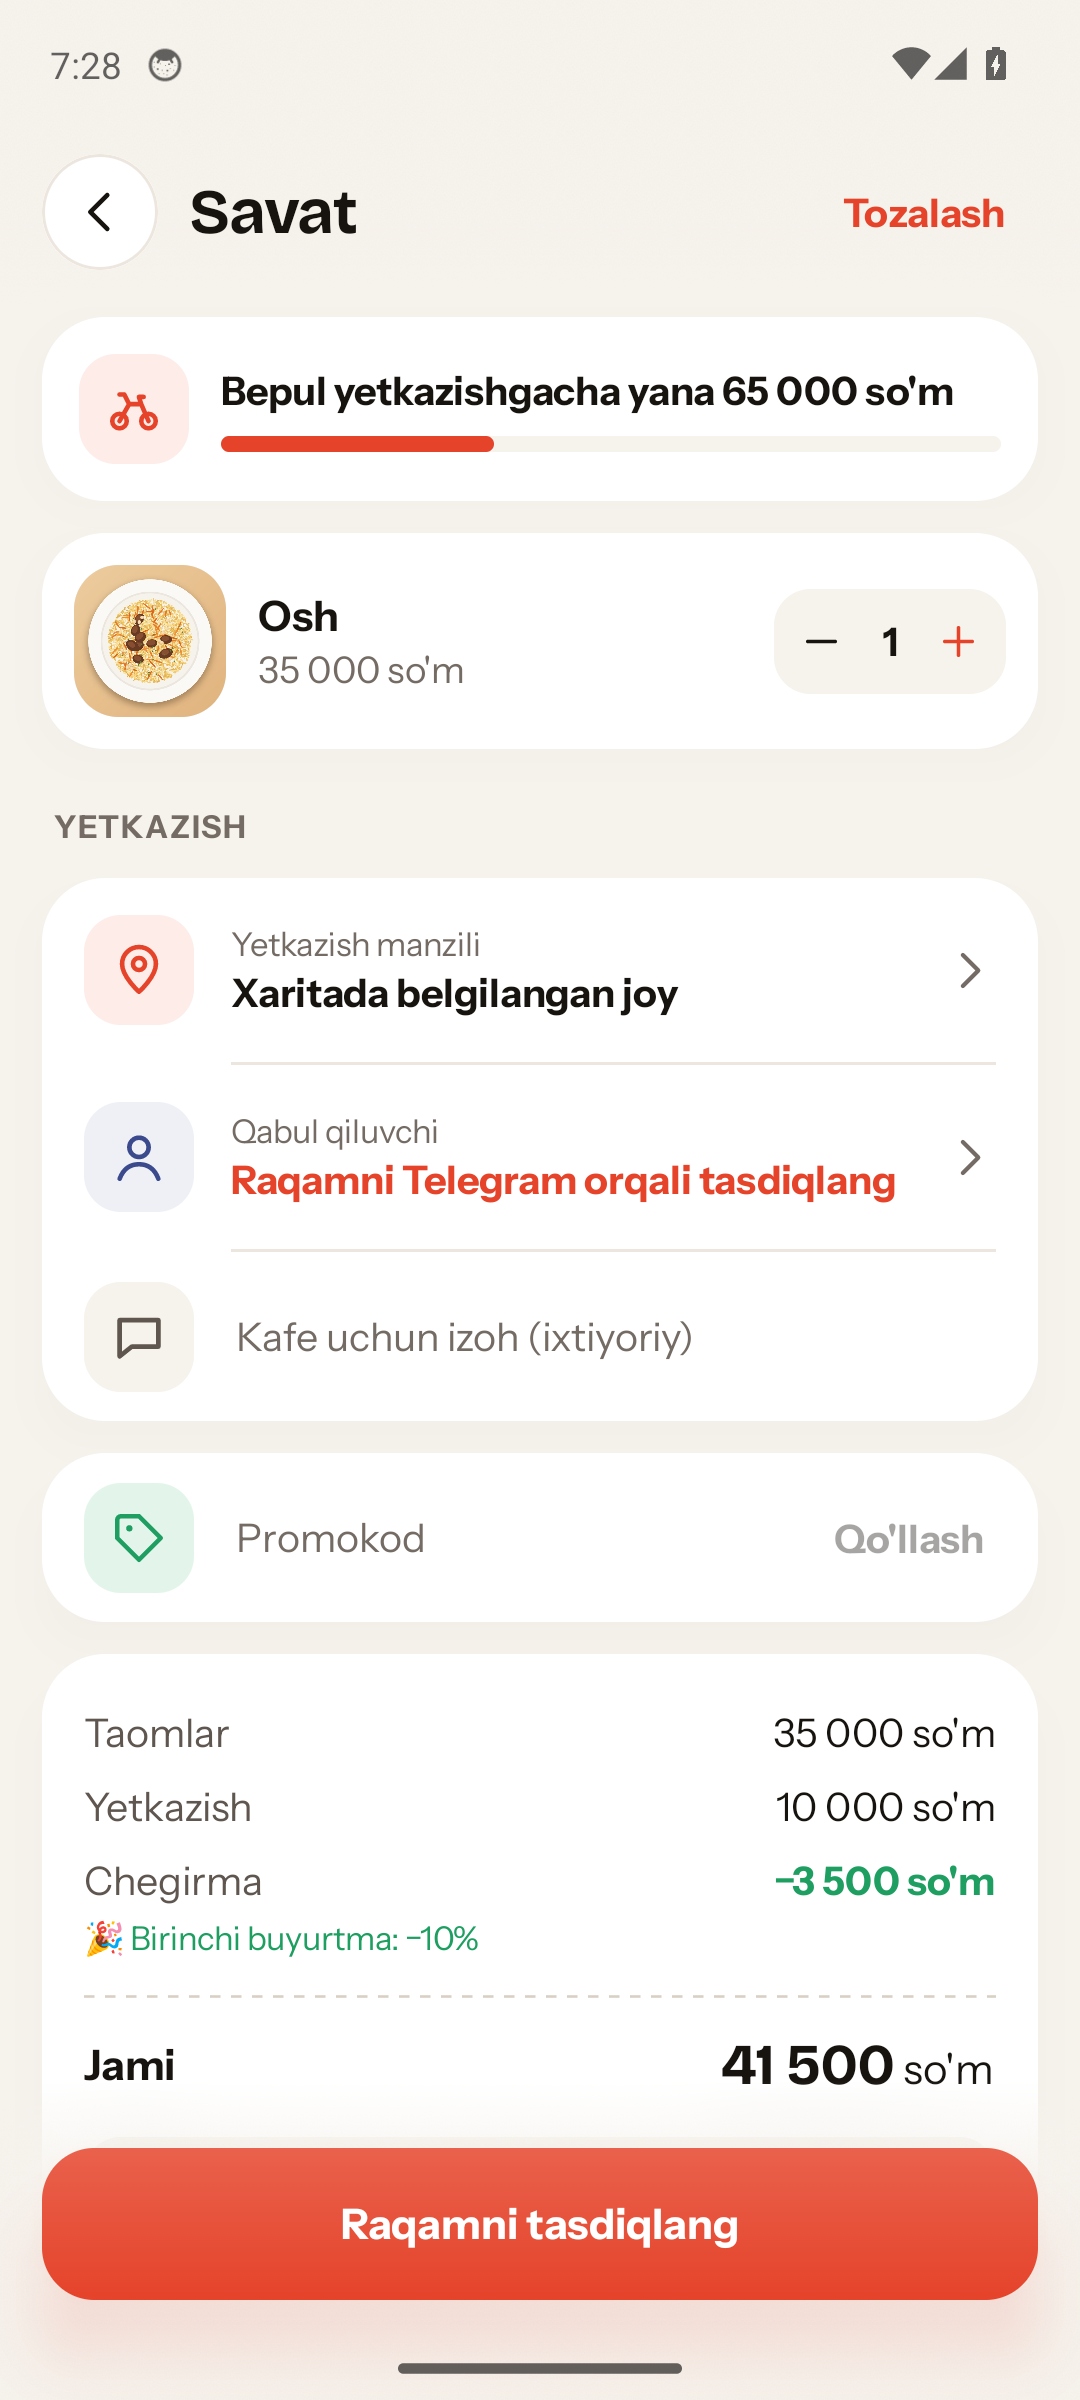 7:28
Savat
Tozalash
Bepul yetkazishgacha yana 65 000 so'm
Osh
35 000 so'm
1
YETKAZISH
Yetkazish manzili
Xaritada belgilangan joy
Qabul qiluvchi
Raqamni Telegram orqali tasdiqlang
Kafe uchun izoh (ixtiyoriy)
Promokod
Qo'llash
Taomlar
35 000 so'm
Yetkazish
10 000 so'm
Chegirma
−3 500 so'm
🎉 Birinchi buyurtma: −10%
Jami
41 500 so'm
Raqamni tasdiqlang